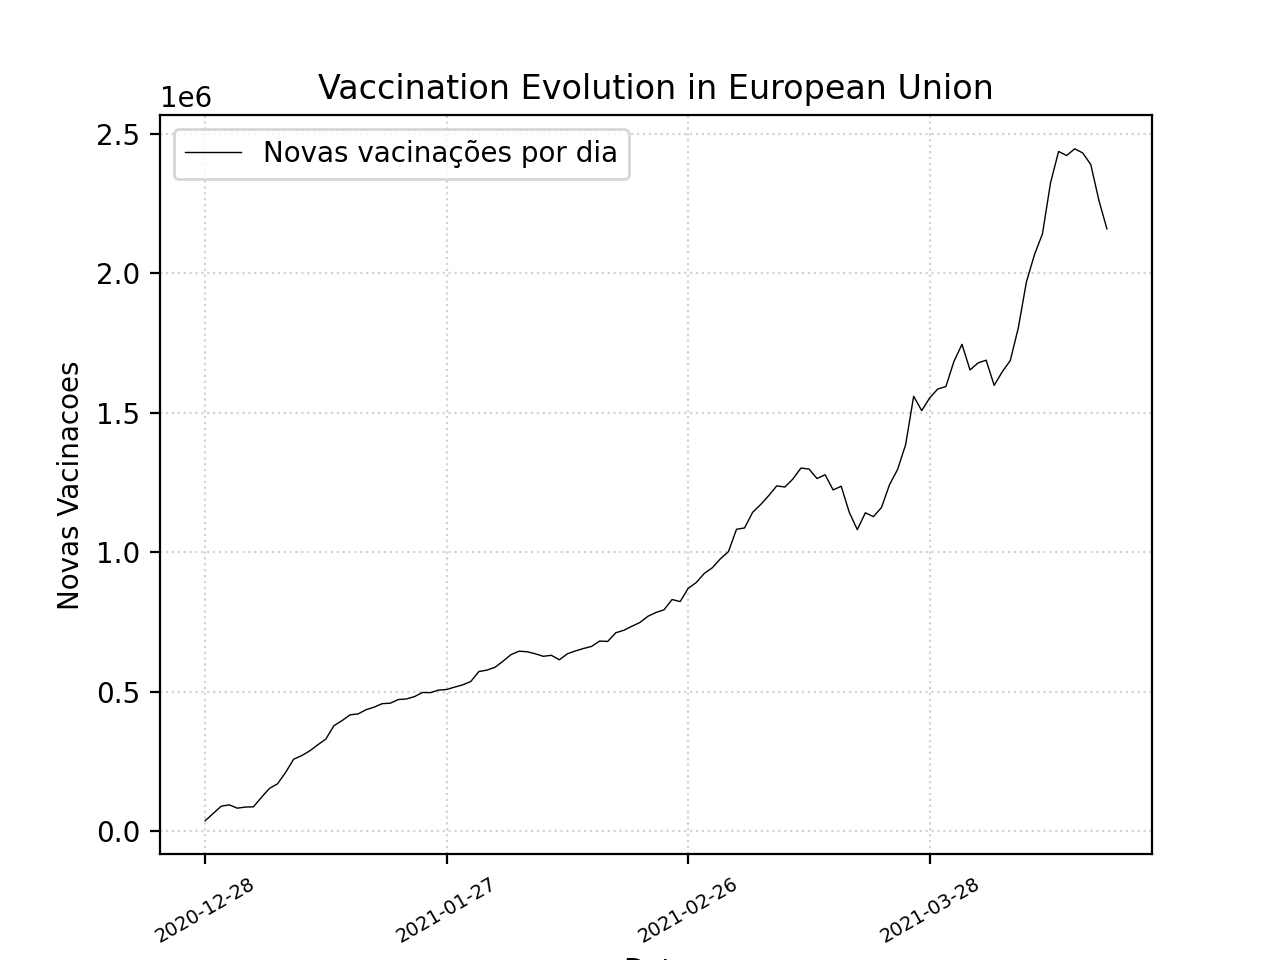 Vaccination Evolution in European Union
1e6
Novas vacinações por dia
2.5
2.0
1.5
1.0
0.5
0.0
Novas Vacinacoes
2020-12-28
2021-01-27
2021-02-26
2021-03-28